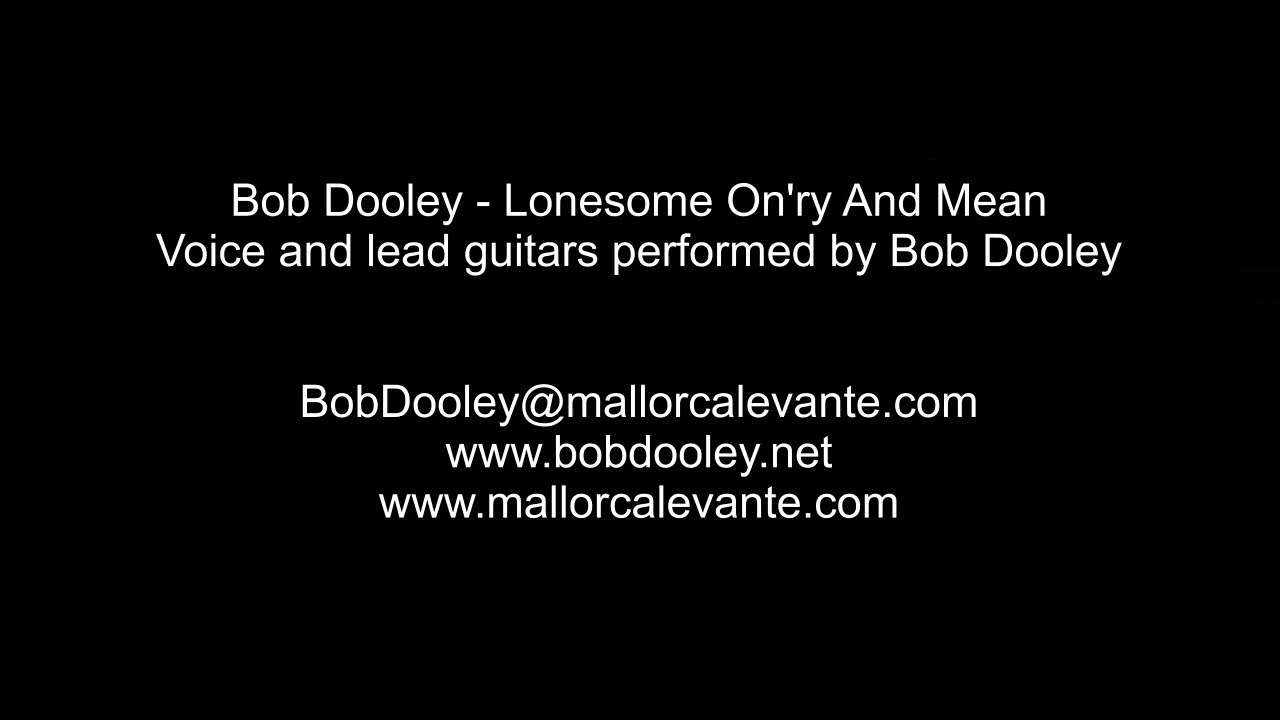 Bob Dooley - Lonesome On'ry And Mean
Voice and lead guitars performed by Bob Dooley
BobDooley@mallorcalevante.com
www.bobdooley.net
www.mallorcalevante.com